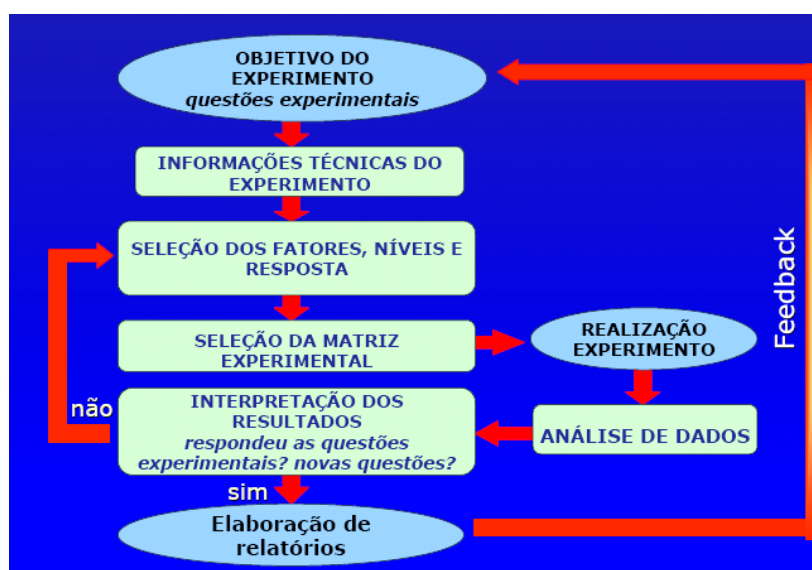 OBJETIVO DO
EXPERIMENTO
questões experimentais
INFORMAÇÕES TÉCNICAS DO
EXPERIMENTO
SELEÇÃO DOS FATORES, NÍVEIS E
RESPOSTA
SELEÇÃO DA MATRIZ
EXPERIMENTAL
REALIZAÇÃO
EXPERIMENTO
ANÁLISE DE DADOS
INTERPRETAÇÃO DOS
RESULTADOS
respondeu as questões
experimentais? novas questões?
não
sim
Elaboração de
relatórios
Feedback